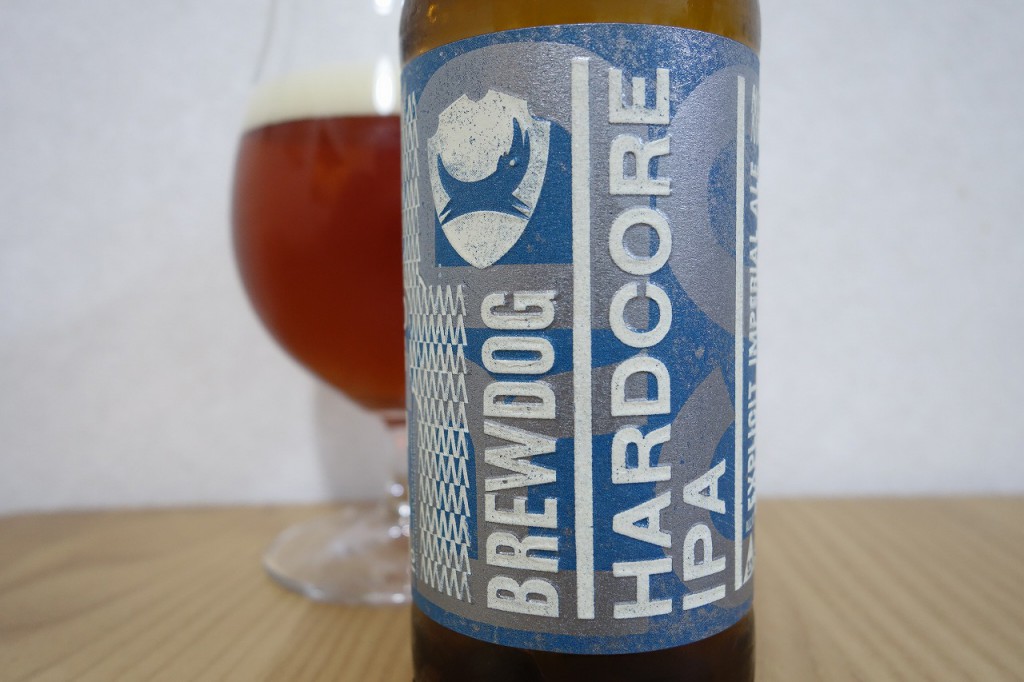 BREWDOG
HARDCORE
IPA
EXPLICIT IMPERIAL ALE